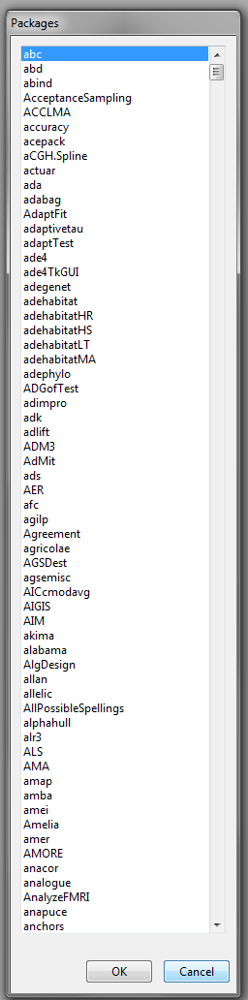 Packages
abc
abd
abind
AcceptanceSampling
ACCLMA
accuracy
acepack
aCGH.Spline
actuar
ada
adabag
AdaptFit
adaptivetau
adaptTest
ade4
ade4TkGUI
adegenet
adehabitat
adehabitatHR
adehabitatHS
adehabitatLT
adehabitatMA
adephylo
ADGofTest
adimpro
adk
adlift
ADM3
AdMit
ads
AER
afc
agilp
Agreement
agricolae
AGSDest
agsemisc
AICcmodavg
AIGIS
AIM
akima
alabama
AlgDesign
allan
allelic
AllPossibleSpellings
alphahull
alr3
ALS
AMA
amap
amba
amei
Amelia
amer
AMORE
anacor
analogue
AnalyzeFMRI
anapuce
anchors
OK Cancel